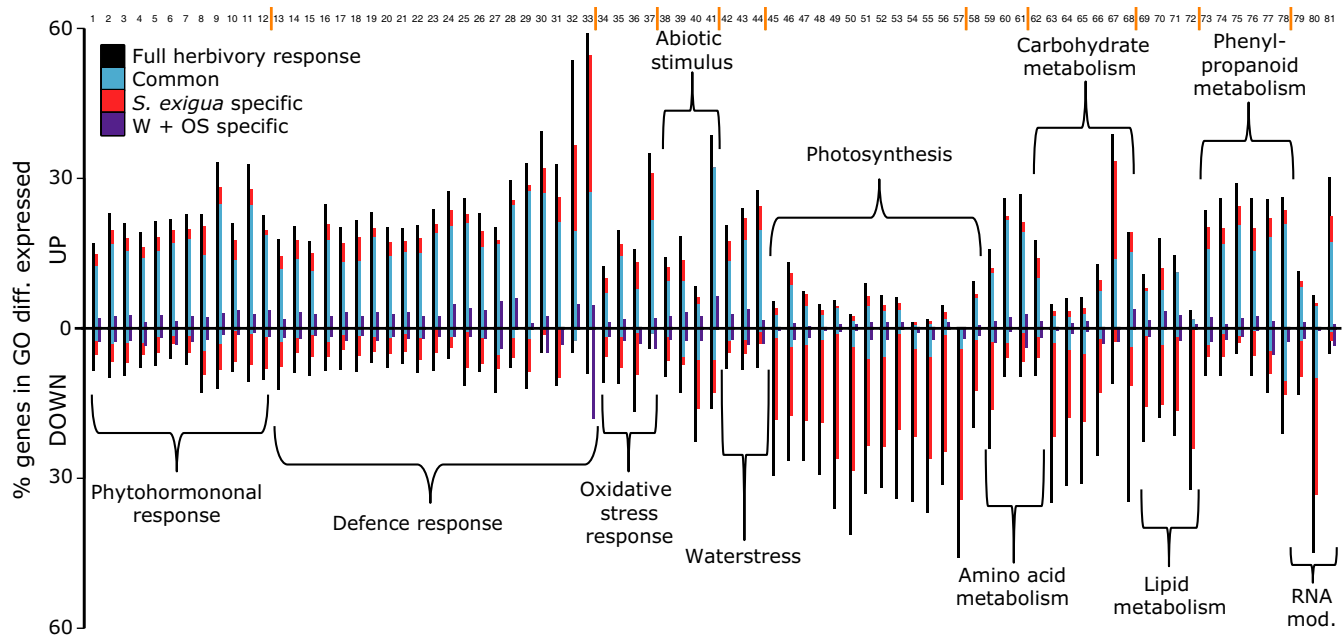 1 2 3 4 5 6 7 8 9 10 11 12 13 14 15 16 17 18 19 20 21 22 23 24 25 26 27 28 29 30 31 32 33 34 35 36 37 38 39 40 41 42 43 44 45 46 47 48 49 50 51 52 53 54 55 56 57 58 59 60 61 62 63 64 65 66 67 68 69 70 71 72 73 74 75 76 77 78 79 80 81
60
30
0
30
60
% genes in GO diff. expressed
UP
DOWN
Full herbivory response
Common
S. exigua specific
W + OS specific
Abiotic
stimulus
Photosynthesis
Carbohydrate
metabolism
Phenyl-
propanoid
metabolism
Phytohormononal
response
Defence response
Oxidative
stress
response
Waterstress
Amino acid
metabolism
Lipid
metabolism
RNA
mod.